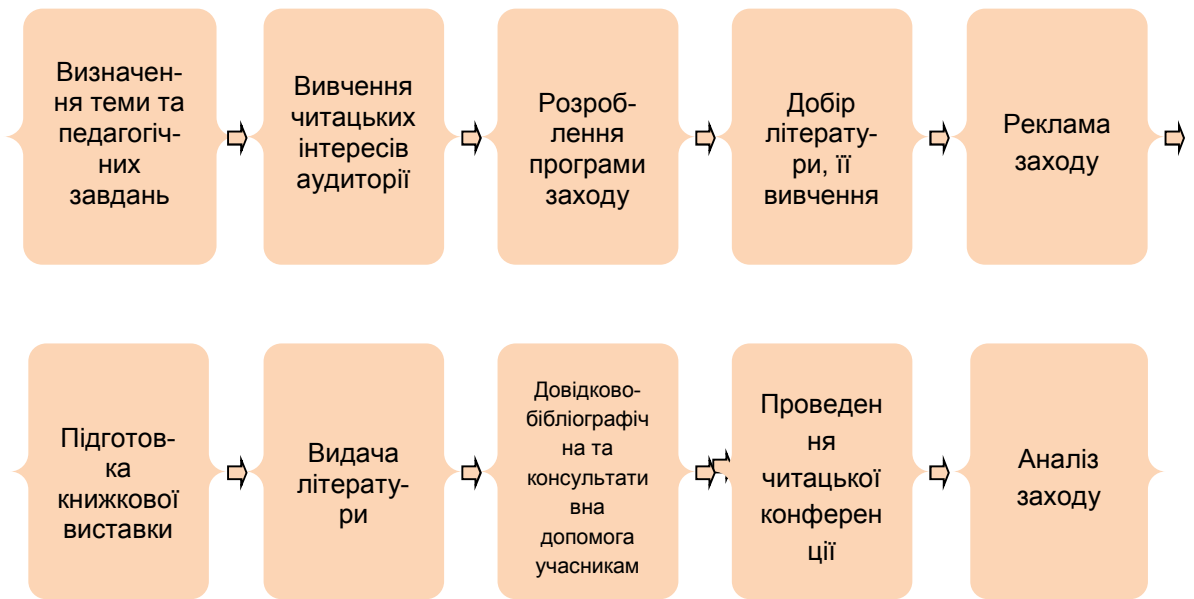 Визначен-
ня теми та
педагогіч-
них
завдань
Вивчення
читацьких
інтересів
аудиторії
Розроб-
лення
програми
заходу
Добір
літерату-
ри, її
вивчення
Реклама
заходу
Підготов-
ка
книжкової
виставки
Видача
літерату-
ри
Довідково-
бібліографіч
на та
консультати
вна
допомога
учасникам
Проведен
ня
читацької
конферен
ції
Аналіз
заходу